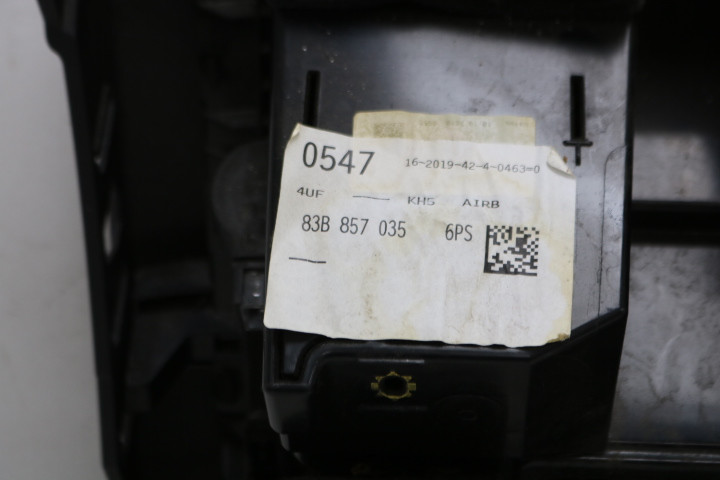 0547 16-2019-42-4-0463=0
4UF —— KH5 AIRB
83B 857 035 6PS
—